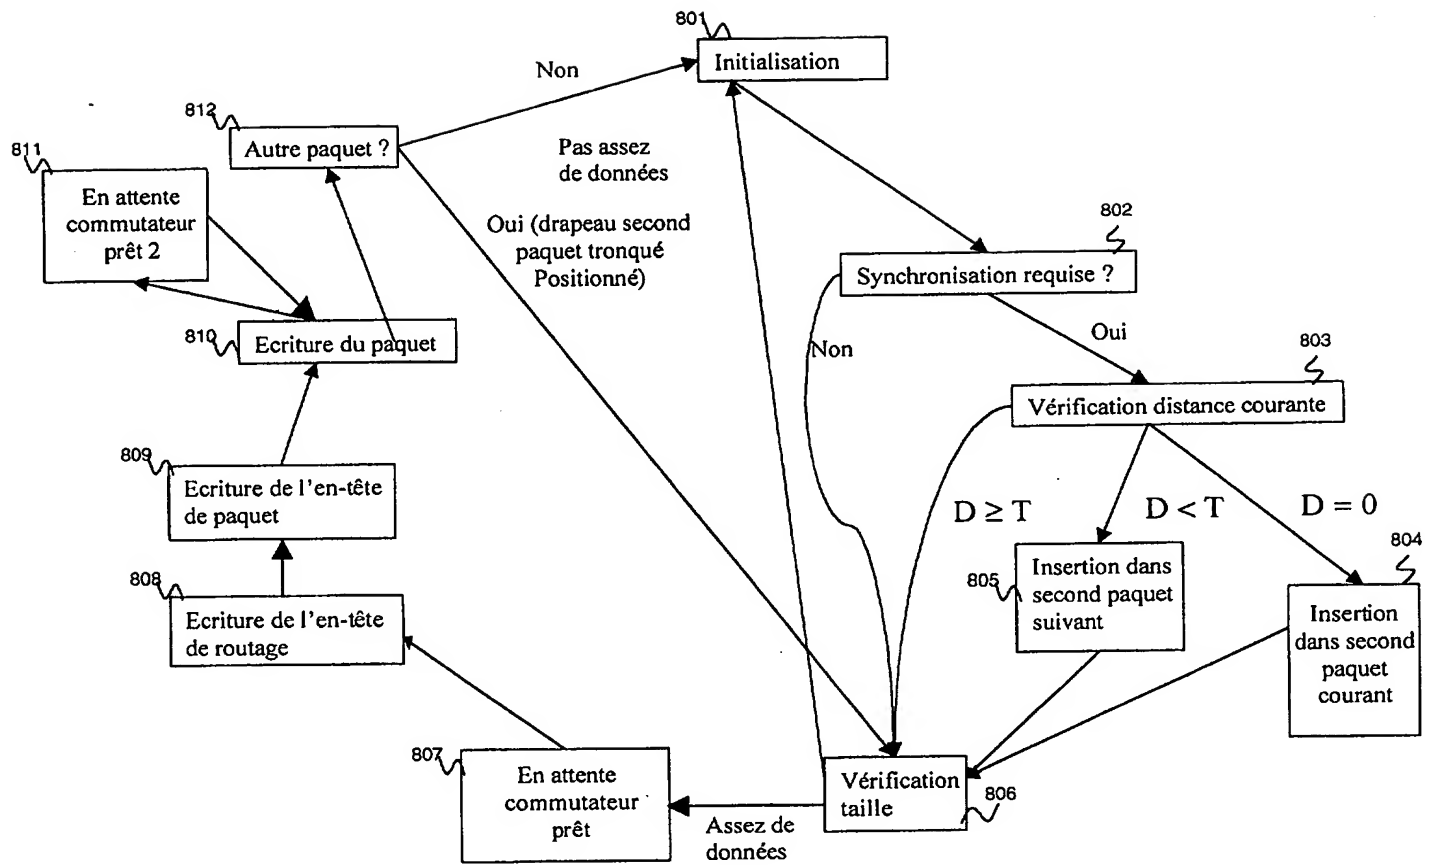 801
Initialisation
Non
812
Autre paquet ?
811
En attente
commutateur
prêt 2
Pas assez
de données
Oui (drapeau second
paquet tronqué
Positionné)
802
Synchronisation requise ?
Non
Oui
803
Vérification distance courante
810
Ecriture du paquet
809
Ecriture de l'en-tête
de paquet
D ≥ T
D < T
D = 0
804
Insertion
dans second
paquet
courant
805
Insertion dans
second paquet
suivant
808
Ecriture de l'en-tête
de routage
807
En attente
commutateur
prêt
Assez de
données
Vérification
taille
806